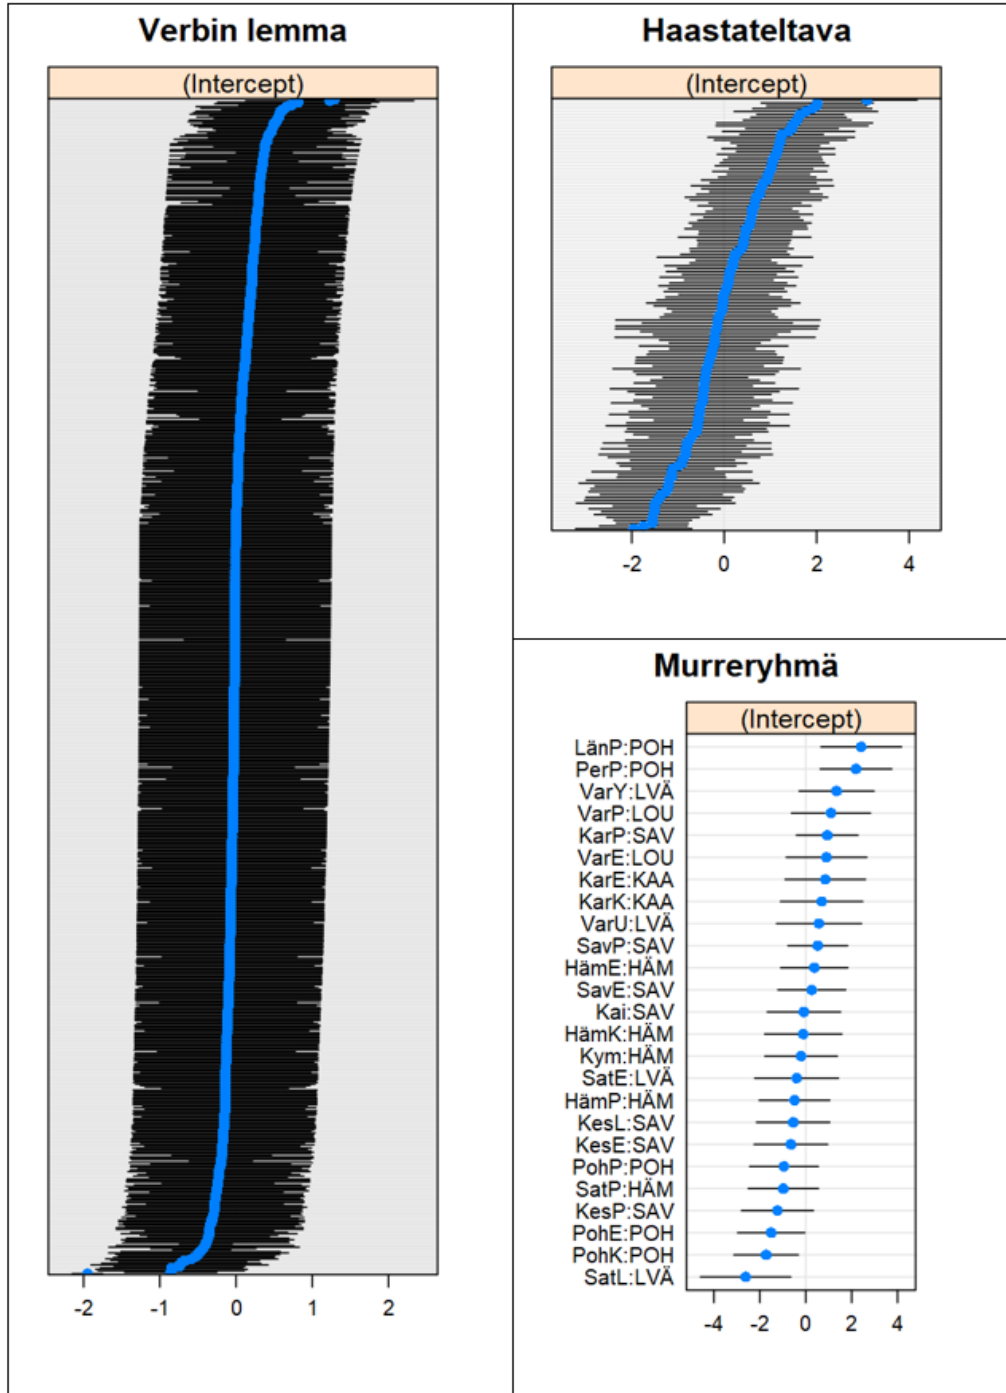 Verbin lemma
(Intercept)
-2 -1 0 1 2
Haastateltava
(Intercept)
-2 0 2 4
Murreryhmä
(Intercept)
LänP:POH
PerP:POH
VarY:LVÄ
VarP:LOU
KarP:SAV
VarE:LOU
KarE:KAA
KarK:KAA
VarU:LVÄ
SavP:SAV
HämE:HÄM
SavE:SAV
Kai:SAV
HämK:HÄM
Kym:HÄM
SatE:LVÄ
HämP:HÄM
KesL:SAV
KesE:SAV
PohP:POH
SatP:HÄM
KesP:SAV
PohE:POH
PohK:POH
SatL:LVÄ
-4 -2 0 2 4